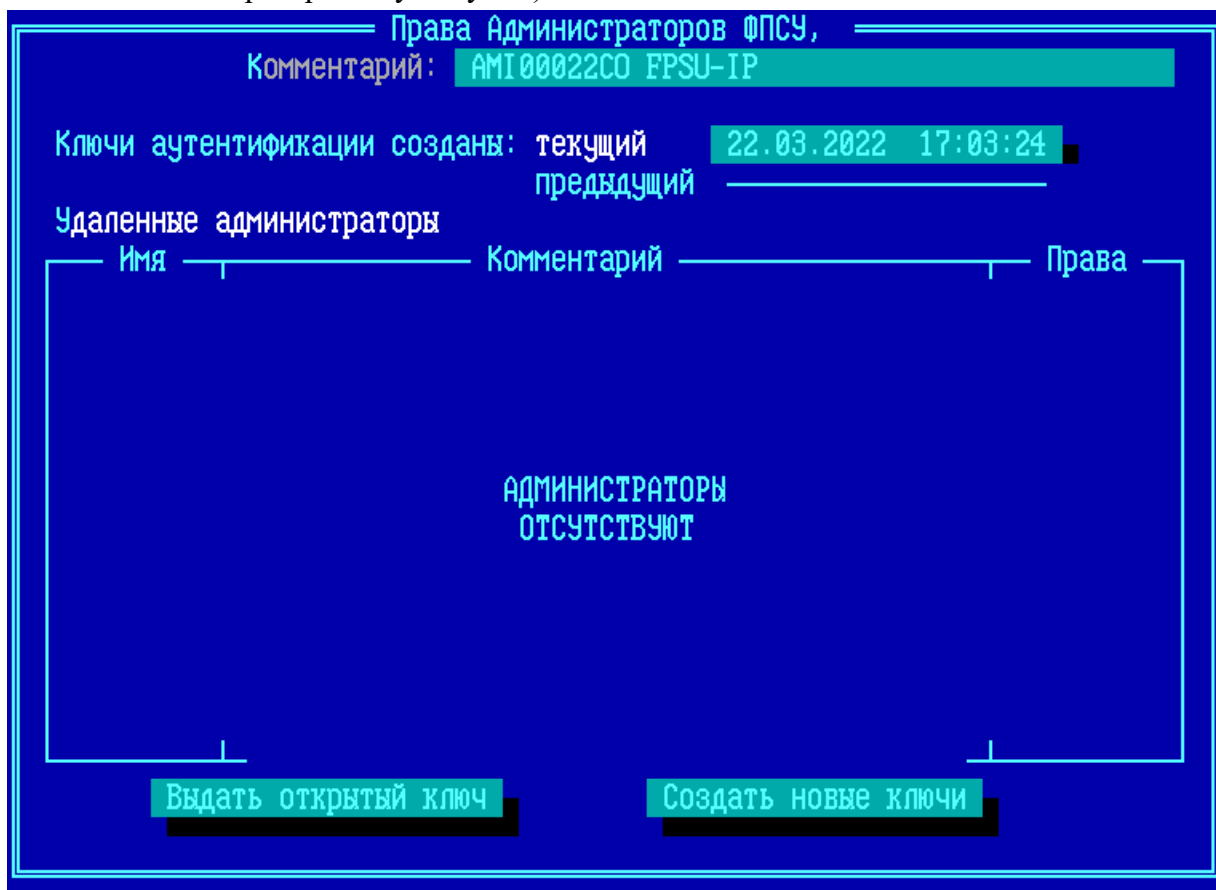 Права Администраторов ФПСУ,
Комментарий: AMI00022CO FPSU-IP
Ключи аутентификации созданы: текущий 22.03.2022 17:03:24
предыдущий
Удаленные администраторы
Имя Комментарий Права
АДМИНИСТРАТОРЫ
ОТСУТСТВУЮТ
Выдать открытый ключ Создать новые ключи